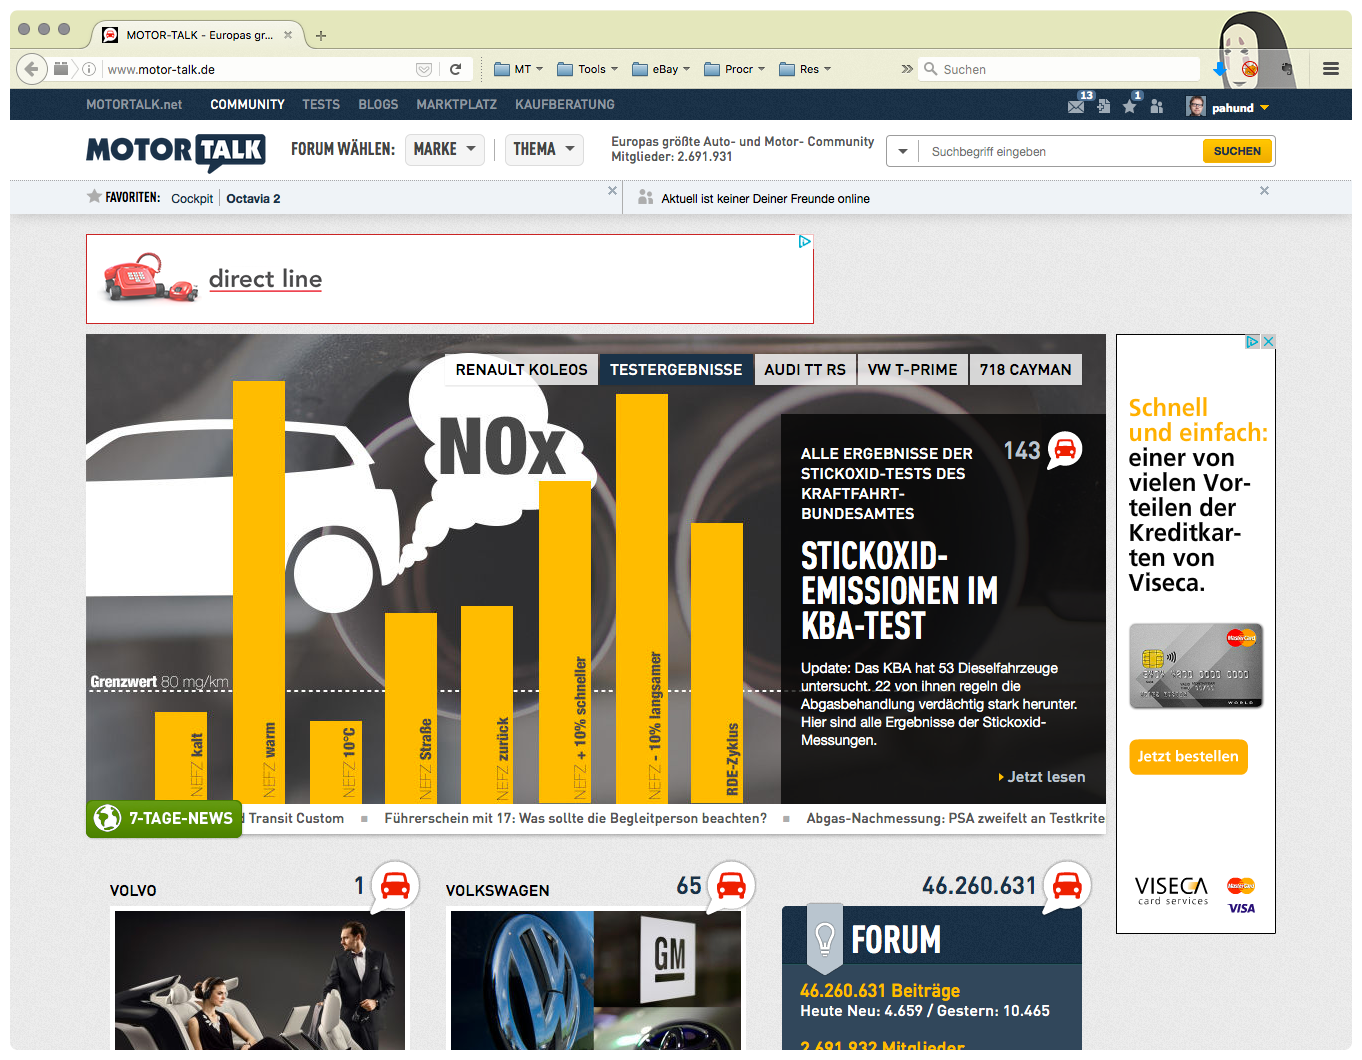 MOTOR-TALK - Europas gr...
www.motor-talk.de
MT
Tools
eBay
Procr
Res
Suchen
MOTORTALK.net
COMMUNITY
TESTS
BLOGS
MARKTPLATZ
KAUFBERATUNG
13
1
pahund
MOTOR TALK
FORUM WÄHLEN:
MARKE
THEMA
Europas größte Auto- und Motor- Community
Mitglieder: 2.691.931
Suchbegriff eingeben
SUCHEN
FAVORITEN:
Cockpit
Octavia 2
Aktuell ist keiner Deiner Freunde online
direct line
RENAULT KOLEOS
TESTERGEBNISSE
AUDI TT RS
VW T-PRIME
718 CAYMAN
NOx
Grenzwert 80 mg/km
NEFZ kalt
NEFZ warm
NEFZ 10°C
NEFZ Straße
NEFZ zurück
NEFZ + 10% schneller
NEFZ - 10% langsamer
RDE-Zyklus
143
ALLE ERGEBNISSE DER
STICKOXID-TESTS DES
KRAFTFAHRT-
BUNDESAMTES
STICKOXID-
EMISSIONEN IM
KBA-TEST
Update: Das KBA hat 53 Dieselfahrzeuge
untersucht. 22 von ihnen regeln die
Abgasbehandlung verdächtig stark herunter.
Hier sind alle Ergebnisse der Stickoxid-
Messungen.
Jetzt lesen
7-TAGE-NEWS
d Transit Custom
Führerschein mit 17: Was sollte die Begleitperson beachten?
Abgas-Nachmessung: PSA zweifelt an Testkrite
Schnell
und einfach:
einer von
vielen Vor-
teilen der
Kreditkar-
ten von
Viseca.
MasterCard
WORLD
Jetzt bestellen
VISECA
card services
MasterCard
VISA
VOLVO
1
VOLKSWAGEN
65
GM
46.260.631
FORUM
46.260.631 Beiträge
Heute Neu: 4.659 / Gestern: 10.465
2.691.932 Mitglieder